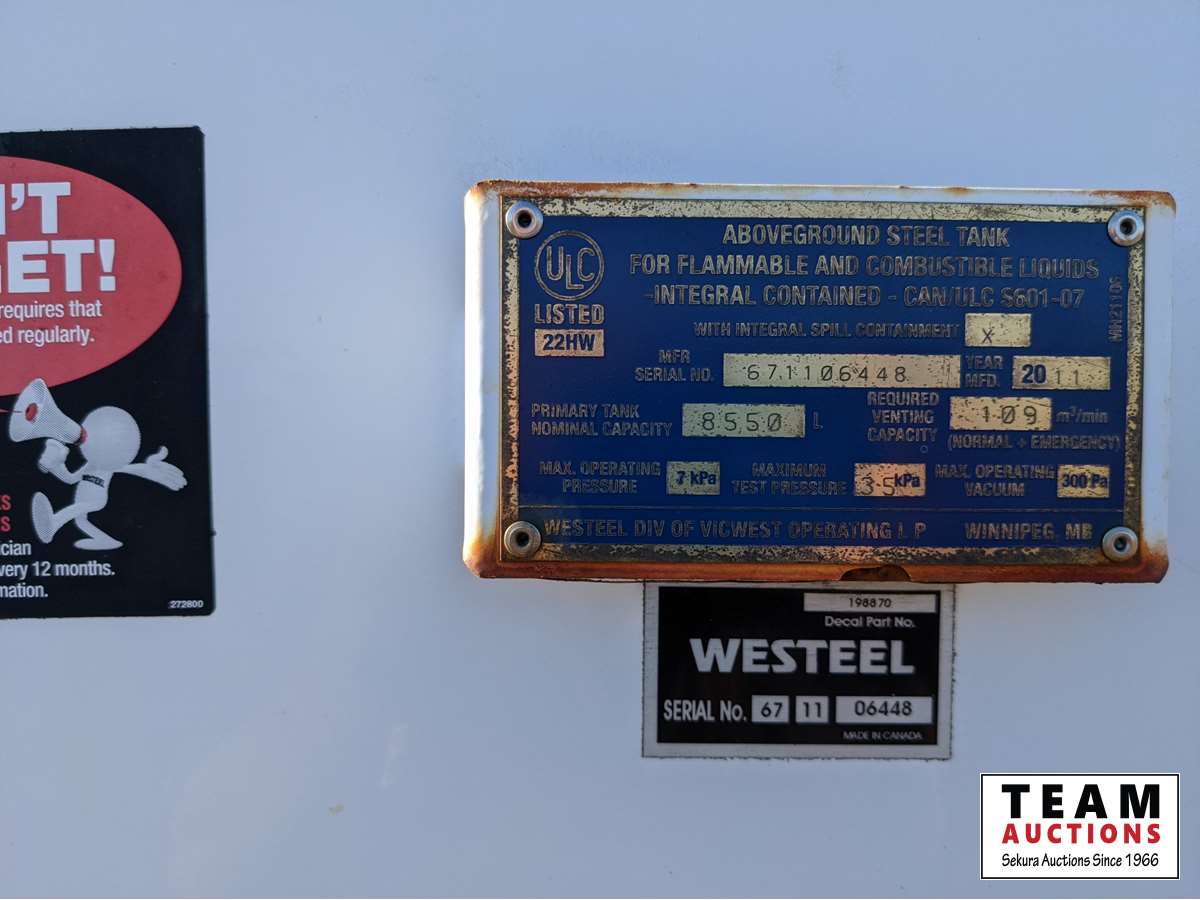 'T
ET!
requires that
ed regularly.
WESTEEL
S
S
ician
very 12 months.
mation.
272800
ULC
LISTED
22HW
ABOVEGROUND STEEL TANK
FOR FLAMMABLE AND COMBUSTIBLE LIQUIDS
-INTEGRAL CONTAINED - CAN/ULC S601-07
WITH INTEGRAL SPILL CONTAINMENT X
MFR SERIAL NO. 671106448 YEAR MFD. 2011
PRIMARY TANK NOMINAL CAPACITY 8550 L
REQUIRED VENTING CAPACITY 109 m³/min
(NORMAL + EMERGENCY)
MAX. OPERATING PRESSURE 7 kPa
MAXIMUM TEST PRESSURE 35 kPa
MAX. OPERATING VACUUM 300 Pa
WESTEEL DIV OF VICWEST OPERATING L P WINNIPEG, MB
198870
Decal Part No.
WESTEEL
SERIAL No. 67 11 06448
MADE IN CANADA
TEAM
AUCTIONS
Sekura Auctions Since 1966